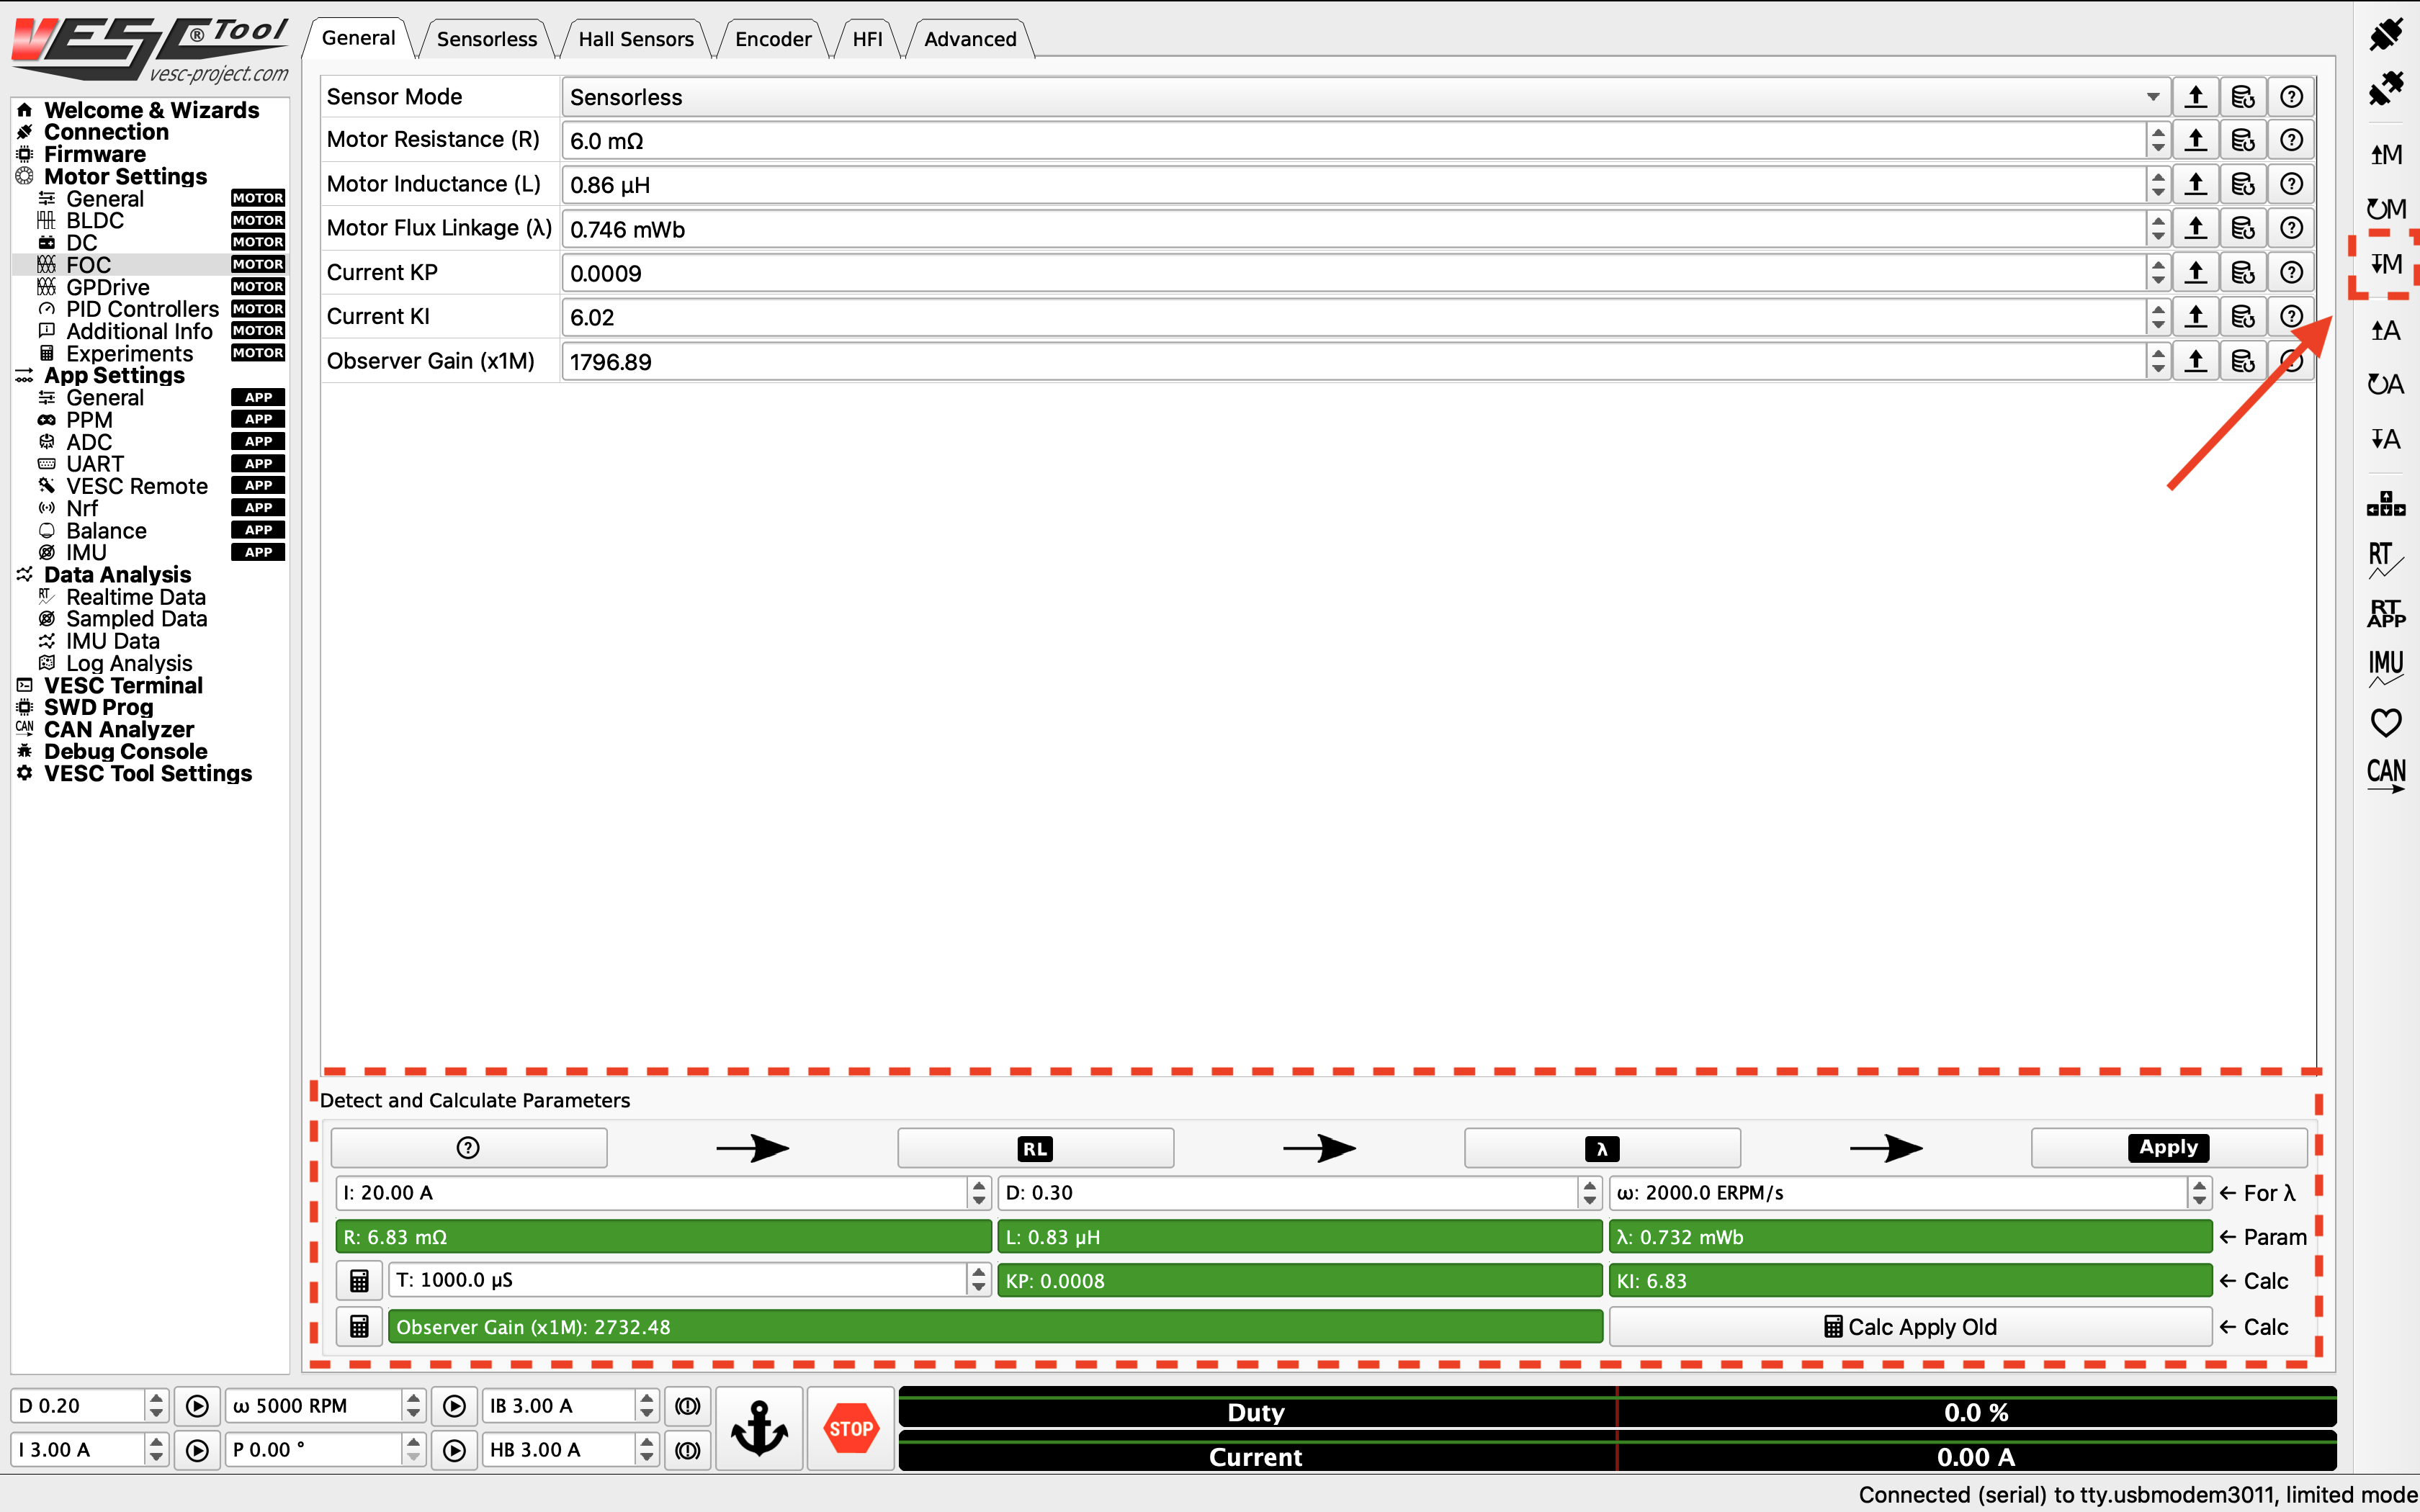 VESC® Tool
vesc-project.com
General
Sensorless
Hall Sensors
Encoder
HFI
Advanced
Welcome & Wizards
Connection
Firmware
Motor Settings
General MOTOR
BLDC MOTOR
DC MOTOR
FOC MOTOR
GPDrive MOTOR
PID Controllers MOTOR
Additional Info MOTOR
Experiments MOTOR
App Settings
General APP
PPM APP
ADC APP
UART APP
VESC Remote APP
Nrf APP
Balance APP
IMU APP
Data Analysis
RT Realtime Data
Sampled Data
IMU Data
Log Analysis
VESC Terminal
SWD Prog
CAN CAN Analyzer
Debug Console
VESC Tool Settings
Sensor Mode Sensorless
Motor Resistance (R) 6.0 mΩ
Motor Inductance (L) 0.86 µH
Motor Flux Linkage (λ) 0.746 mWb
Current KP 0.0009
Current KI 6.02
Observer Gain (x1M) 1796.89
Detect and Calculate Parameters
? RL λ Apply
I: 20.00 A D: 0.30 ω: 2000.0 ERPM/s ← For λ
R: 6.83 mΩ L: 0.83 µH λ: 0.732 mWb ← Param
T: 1000.0 µS KP: 0.0008 KI: 6.83 ← Calc
Observer Gain (x1M): 2732.48 Calc Apply Old ← Calc
M
M
M
A
A
A
RT
RT
APP
IMU
CAN
D 0.20 ω 5000 RPM IB 3.00 A
I 3.00 A P 0.00 ° HB 3.00 A
STOP
Duty 0.0 %
Current 0.00 A
Connected (serial) to tty.usbmodem3011, limited mode